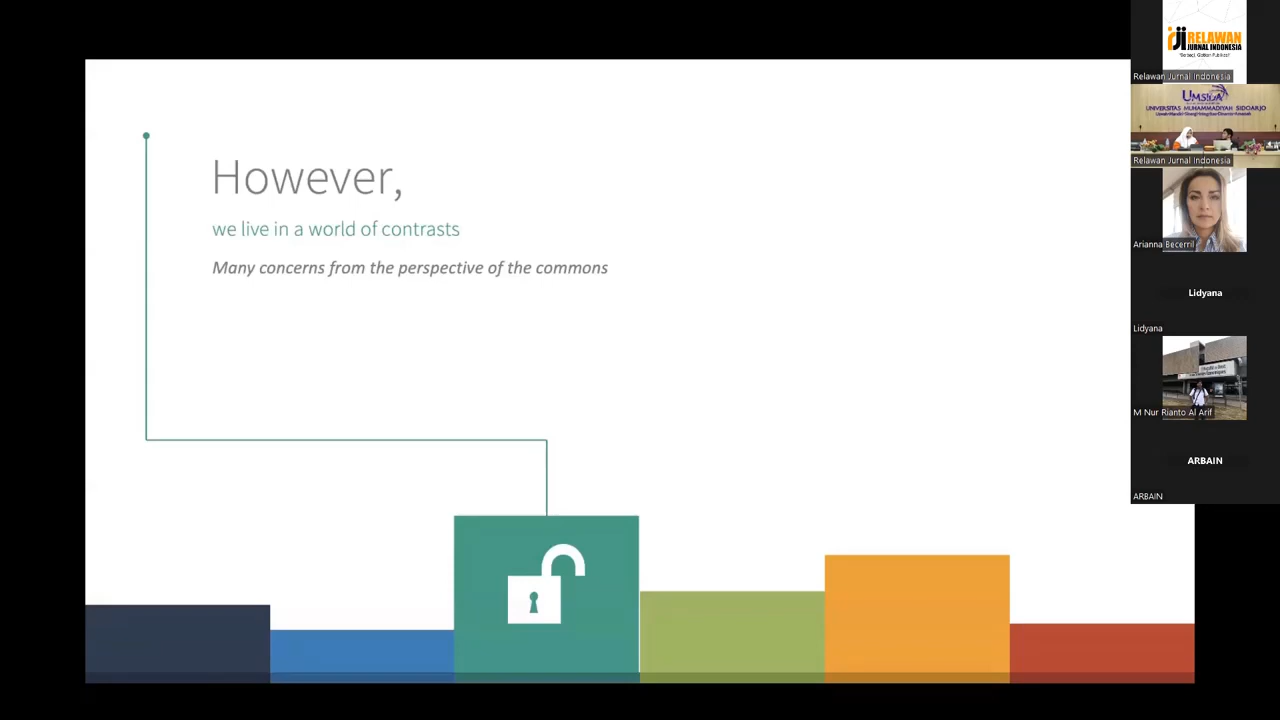 However,
we live in a world of contrasts
Many concerns from the perspective of the commons
RELAWAN
JURNAL INDONESIA
Relawan Jurnal Indonesia
UMSIDA
UNIVERSITAS MUHAMMADIYAH SIDOARJO
Relawan Jurnal Indonesia
Arianna Becerril
Lidyana
Lidyana
M Nur Rianto Al Arif
ARBAIN
ARBAIN